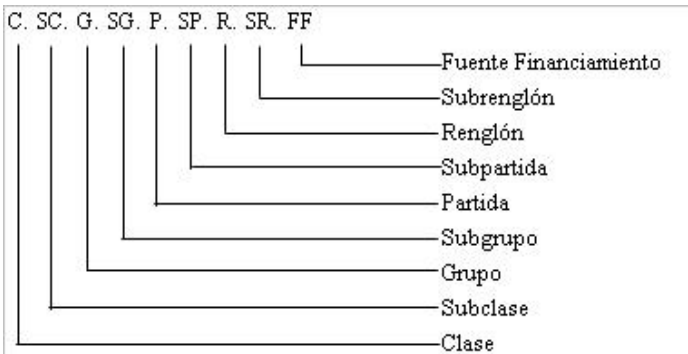 C. SC. G. SG. P. SP. R. SR. FF
Fuente Financiamiento
Subrenglón
Renglón
Subpartida
Partida
Subgrupo
Grupo
Subclase
Clase